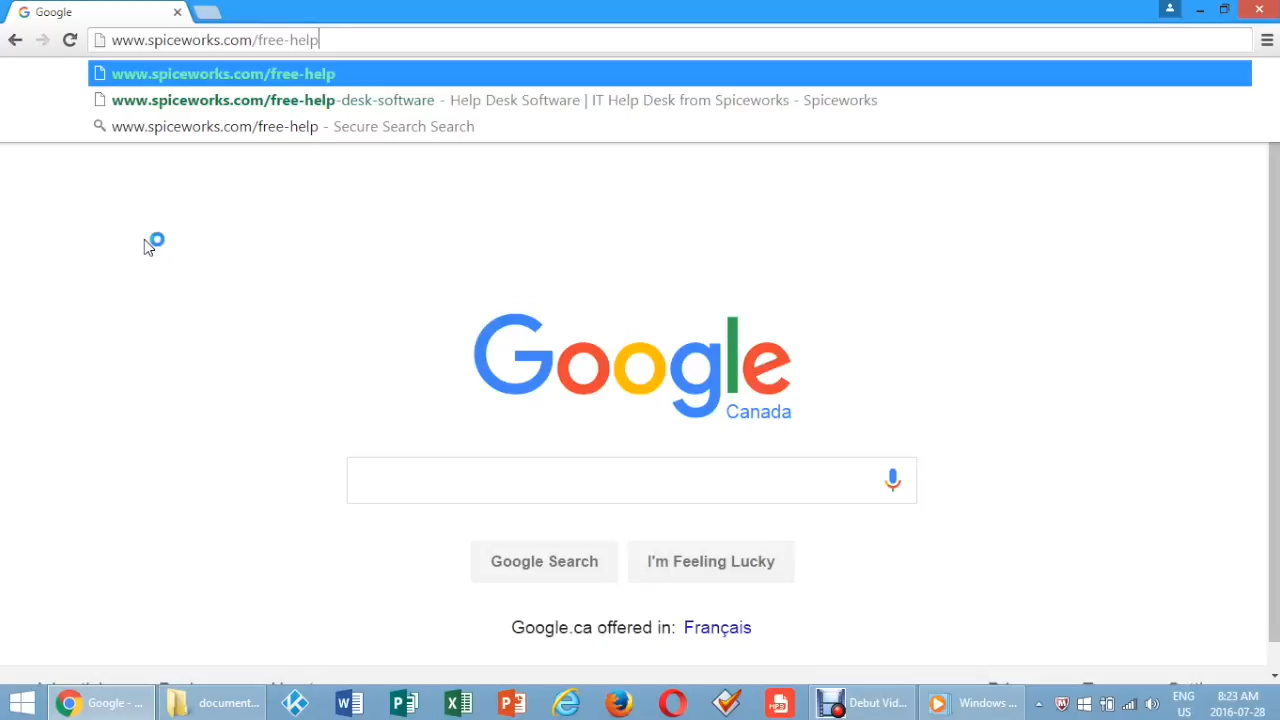 Google
www.spiceworks.com/free-help
www.spiceworks.com/free-help
www.spiceworks.com/free-help-desk-software - Help Desk Software | IT Help Desk from Spiceworks - Spiceworks
www.spiceworks.com/free-help - Secure Search Search
Google
Canada
Google Search
I'm Feeling Lucky
Google.ca offered in: Français
Google - ...
document...
Debut Vid...
Windows ...
ENG
US
8:23 AM
2016-07-28